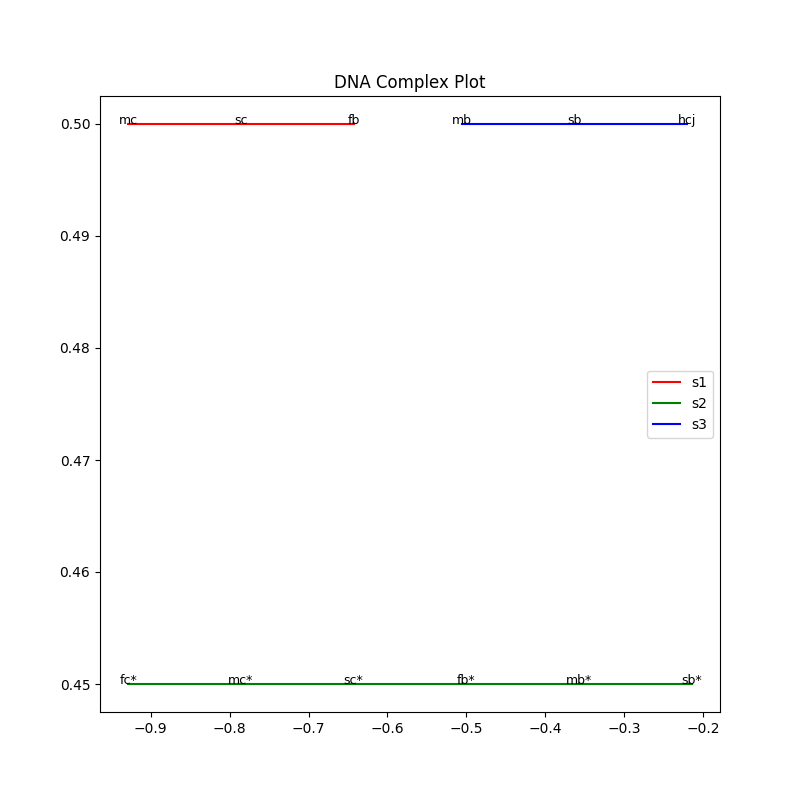 DNA Complex Plot
mc sc fb mb sb hcj
0.50
0.49
0.48
0.47
0.46
0.45
s1
s2
s3
fc* mc* sc* fb* mb* sb*
−0.9 −0.8 −0.7 −0.6 −0.5 −0.4 −0.3 −0.2